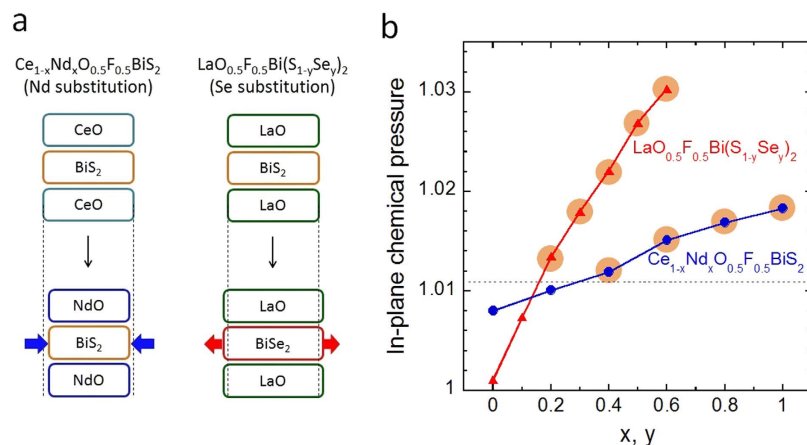 a
Ce₁₋ₓNdₓO₀.₅F₀.₅BiS₂
(Nd substitution)
CeO
BiS₂
CeO
NdO
BiS₂
NdO
LaO₀.₅F₀.₅Bi(S₁₋ySey)₂
(Se substitution)
LaO
BiS₂
LaO
LaO
BiSe₂
LaO
b
In-plane chemical pressure
1.03
1.02
1.01
1
LaO₀.₅F₀.₅Bi(S₁₋ySey)₂
Ce₁₋ₓNdₓO₀.₅F₀.₅BiS₂
0 0.2 0.4 0.6 0.8 1
x, y